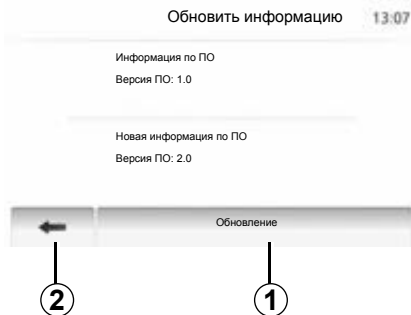 Обновить информацию 13:07
Информация по ПО
Версия ПО: 1.0
Новая информация по ПО
Версия ПО: 2.0
Обновление
2 1